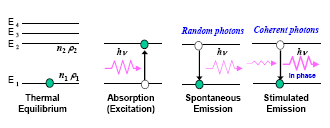 E4
E3
E2
n2 ρ2
E1
n1 ρ1
Thermal
Equilibrium
hν
Absorption
(Excitation)
Random photons
hν
Spontaneous
Emission
Coherent photons
hν
In phase
Stimulated
Emission